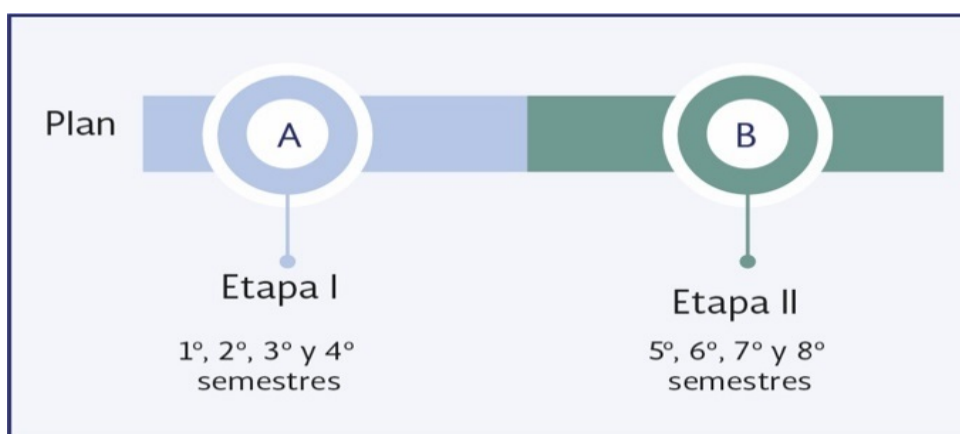 Plan
A
B
Etapa I
1º, 2º, 3º y 4º
semestres
Etapa II
5º, 6º, 7º y 8º
semestres